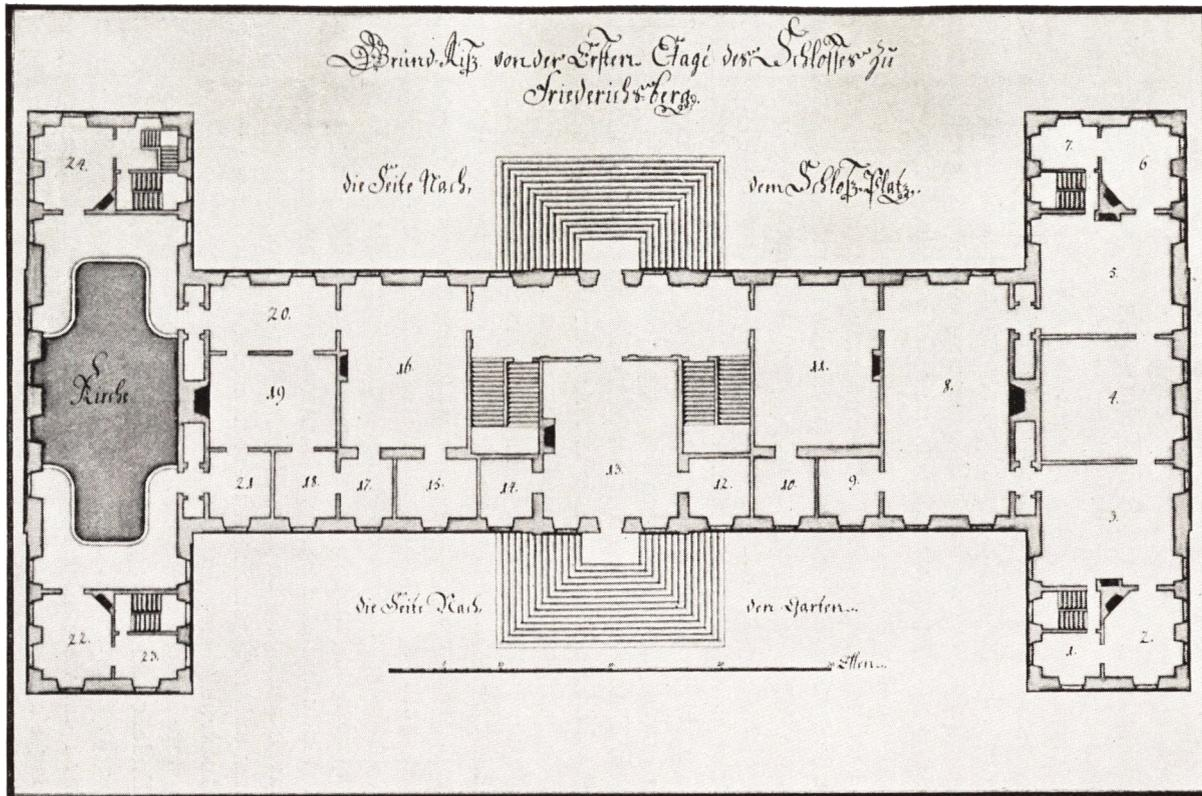 Grund-Riß von der Ersten Etagi des Schlosses zu
Friederichsberg.
die Seite Nach, dem Schloß-Platz.
24. 7. 6
5.
20.
16. 11. 8.
Kirche 19 4.
13.
21 18. 17. 15. 14. 12. 10. 9.
3.
die Seite Nach, den Garten.
22. 23. 1. 2.
Ellen.